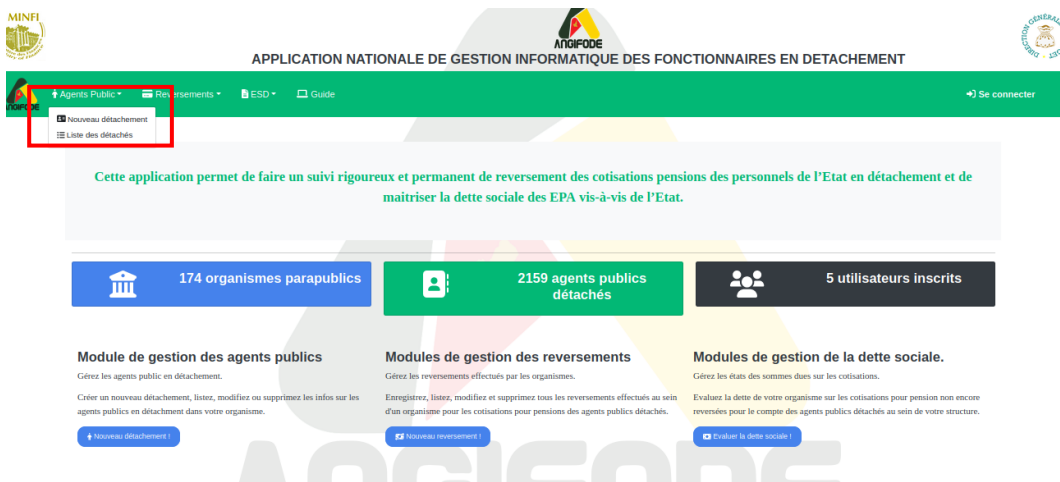 MINFI
ANGIFODE
DIRECTION GÉNÉRALE
APPLICATION NATIONALE DE GESTION INFORMATIQUE DES FONCTIONNAIRES EN DETACHEMENT
ANGIFODE
Agents Public
Reversements
ESD
Guide
Se connecter
Nouveau détachement
Liste des détachés
Cette application permet de faire un suivi rigoureux et permanent de reversement des cotisations pensions des personnels de l'Etat en détachement et de
maitriser la dette sociale des EPA vis-à-vis de l'Etat.
174 organismes parapublics
2159 agents publics
détachés
5 utilisateurs inscrits
Module de gestion des agents publics
Gérez les agents public en détachement.
Créer un nouveau détachement, listez, modifiez ou supprimez les infos sur les
agents publics en détachment dans votre organisme.
Nouveau détachement !
Modules de gestion des reversements
Gérez les reversements effectués par les organismes.
Enregistrez, listez, modifiez et supprimez tous les reversements effectués au sein
d'un organisme pour les cotisations pour pensions des agents publics détachés.
Nouveau reversement !
Modules de gestion de la dette sociale.
Gérez les états des sommes dues sur les cotisations.
Evaluez la dette de votre organisme sur les cotisations pour pension non encore
reversées pour le compte des agents publics détachés au sein de votre structure.
Evaluer la dette sociale !
ANGIFODE